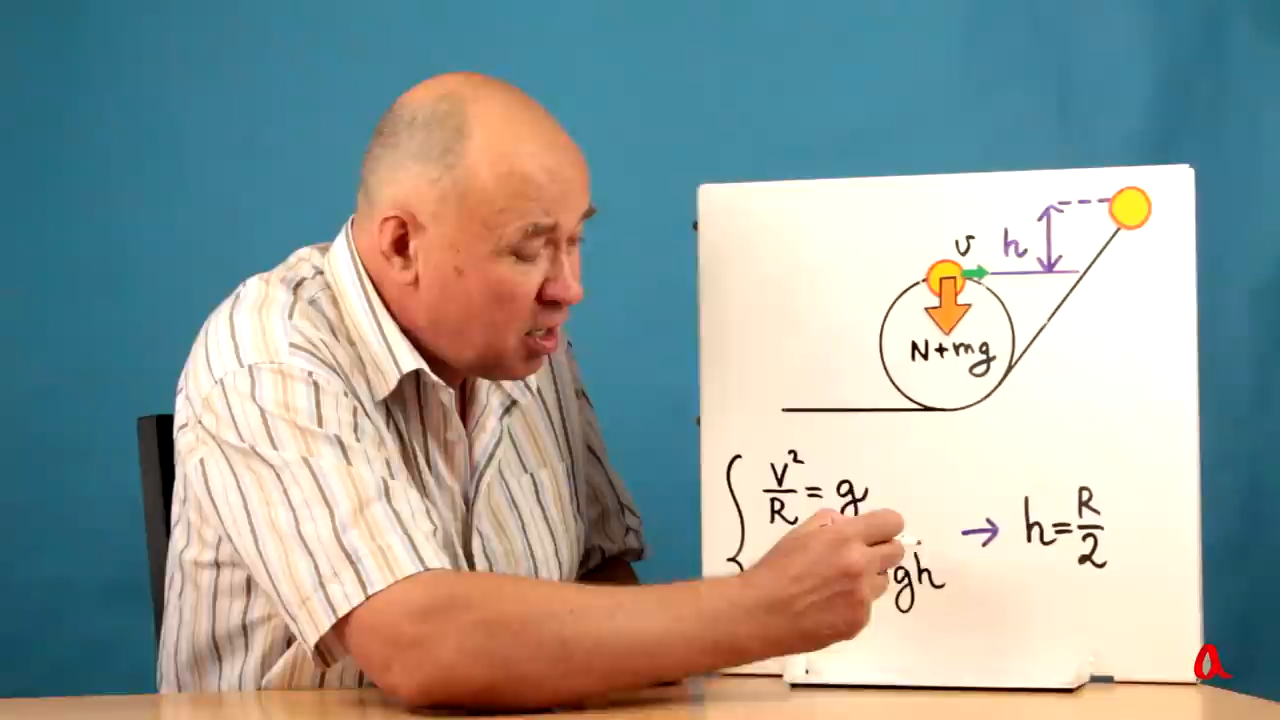 υ h
N+mg
V²/R = g
gh
→ h = R/2
a